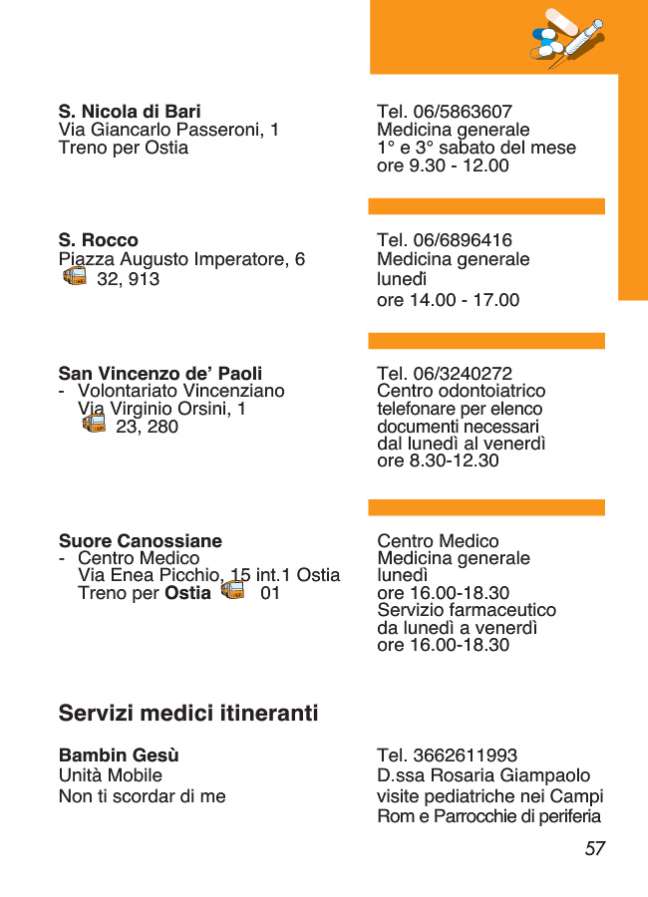 S. Nicola di Bari
Via Giancarlo Passeroni, 1
Treno per Ostia
Tel. 06/5863607
Medicina generale
1° e 3° sabato del mese
ore 9.30 - 12.00
S. Rocco
Piazza Augusto Imperatore, 6
32, 913
Tel. 06/6896416
Medicina generale
lunedì
ore 14.00 - 17.00
San Vincenzo de’ Paoli
- Volontariato Vincenziano
Via Virginio Orsini, 1
23, 280
Tel. 06/3240272
Centro odontoiatrico
telefonare per elenco
documenti necessari
dal lunedì al venerdì
ore 8.30-12.30
Suore Canossiane
- Centro Medico
Via Enea Picchio, 15 int.1 Ostia
Treno per Ostia 01
Centro Medico
Medicina generale
lunedì
ore 16.00-18.30
Servizio farmaceutico
da lunedì a venerdì
ore 16.00-18.30
Servizi medici itineranti
Bambin Gesù
Unità Mobile
Non ti scordar di me
Tel. 3662611993
D.ssa Rosaria Giampaolo
visite pediatriche nei Campi
Rom e Parrocchie di periferia
57